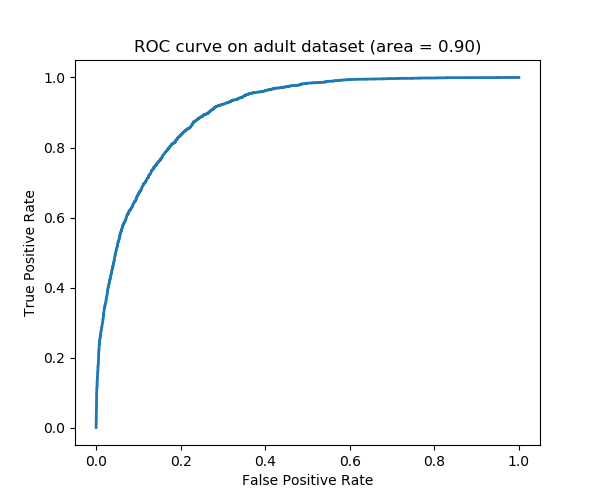 ROC curve on adult dataset (area = 0.90)
1.0
0.8
0.6
0.4
0.2
0.0
True Positive Rate
0.0 0.2 0.4 0.6 0.8 1.0
False Positive Rate